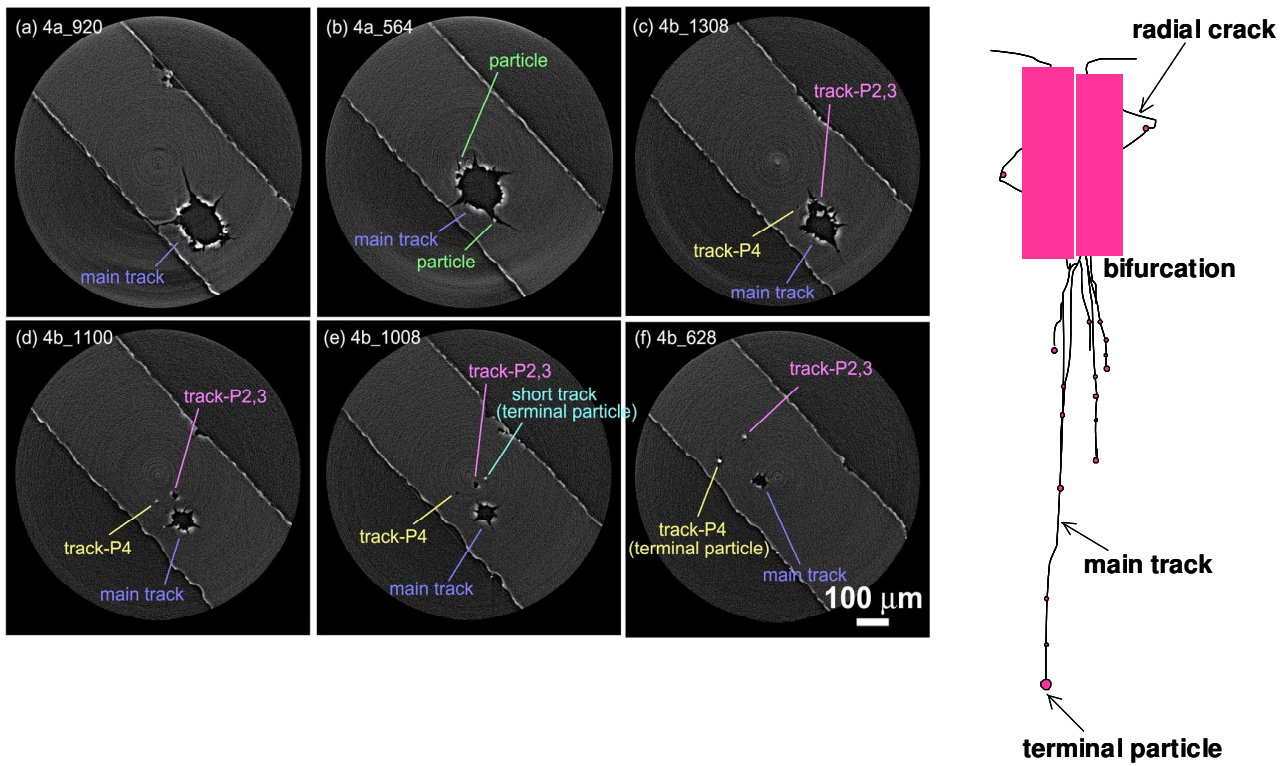 (a) 4a_920
main track
(b) 4a_564
particle
main track
particle
(c) 4b_1308
track-P2,3
track-P4
main track
(d) 4b_1100
track-P2,3
track-P4
main track
(e) 4b_1008
track-P2,3
short track
(terminal particle)
track-P4
main track
(f) 4b_628
track-P2,3
track-P4
(terminal particle)
main track
100 μm
radial crack
bifurcation
main track
terminal particle